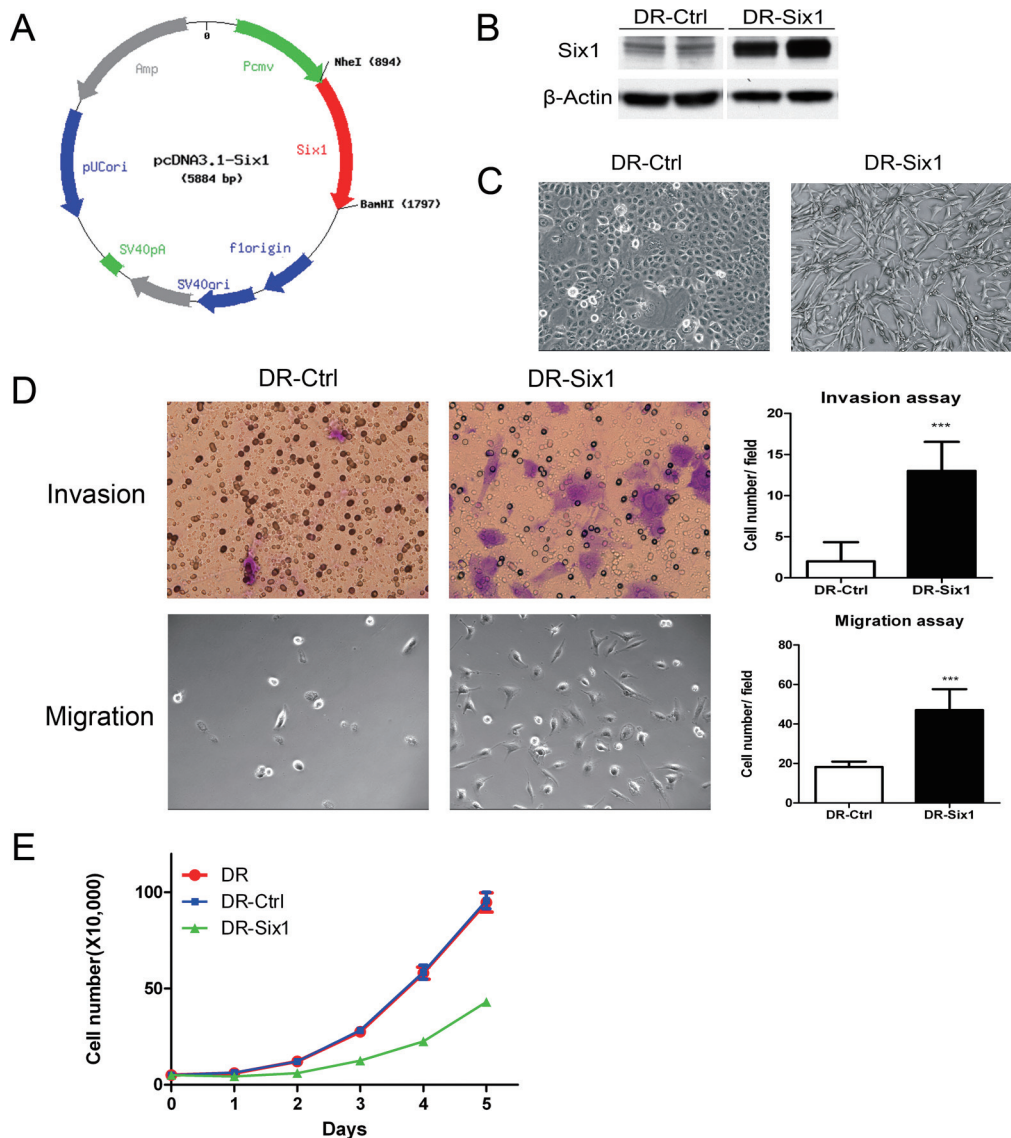 A
0
Amp
Pcmv
NheI (894)
pUCori
pcDNA3.1-Six1
(5884 bp)
Six1
BamHI (1797)
SV40pA
f1origin
SV40ori
B
DR-Ctrl DR-Six1
Six1
β-Actin
C
DR-Ctrl DR-Six1
D
DR-Ctrl DR-Six1
Invasion
Migration
Invasion assay
Cell number/ field
20
15
10
5
0
***
DR-Ctrl DR-Six1
Migration assay
Cell number/ field
80
60
40
20
0
***
DR-Ctrl DR-Six1
E
DR
DR-Ctrl
DR-Six1
Cell number(X10,000)
100
50
0
0 1 2 3 4 5
Days